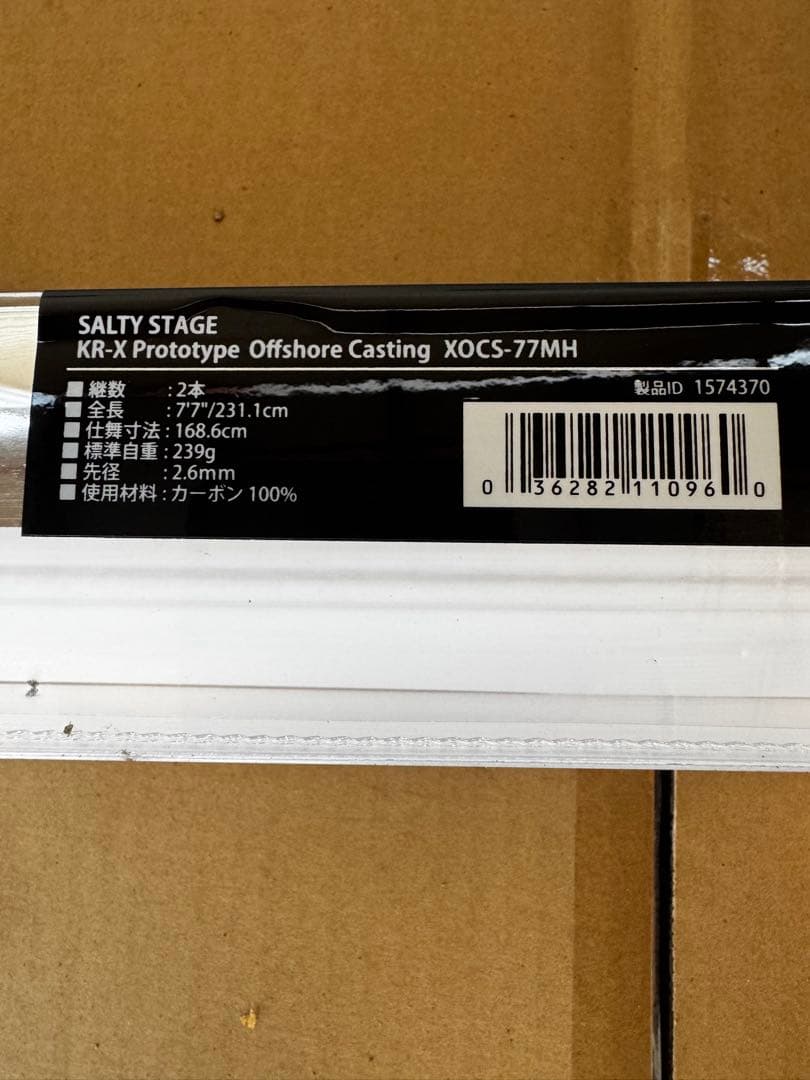 SALTY STAGE
KR-X Prototype Offshore Casting XOCS-77MH
■ 継数 : 2本
■ 全長 : 7'7"/231.1cm
■ 仕舞寸法 : 168.6cm
■ 標準自重 : 239g
■ 先径 : 2.6mm
■ 使用材料 : カーボン 100%
製品ID 1574370
0 36282 11096 0